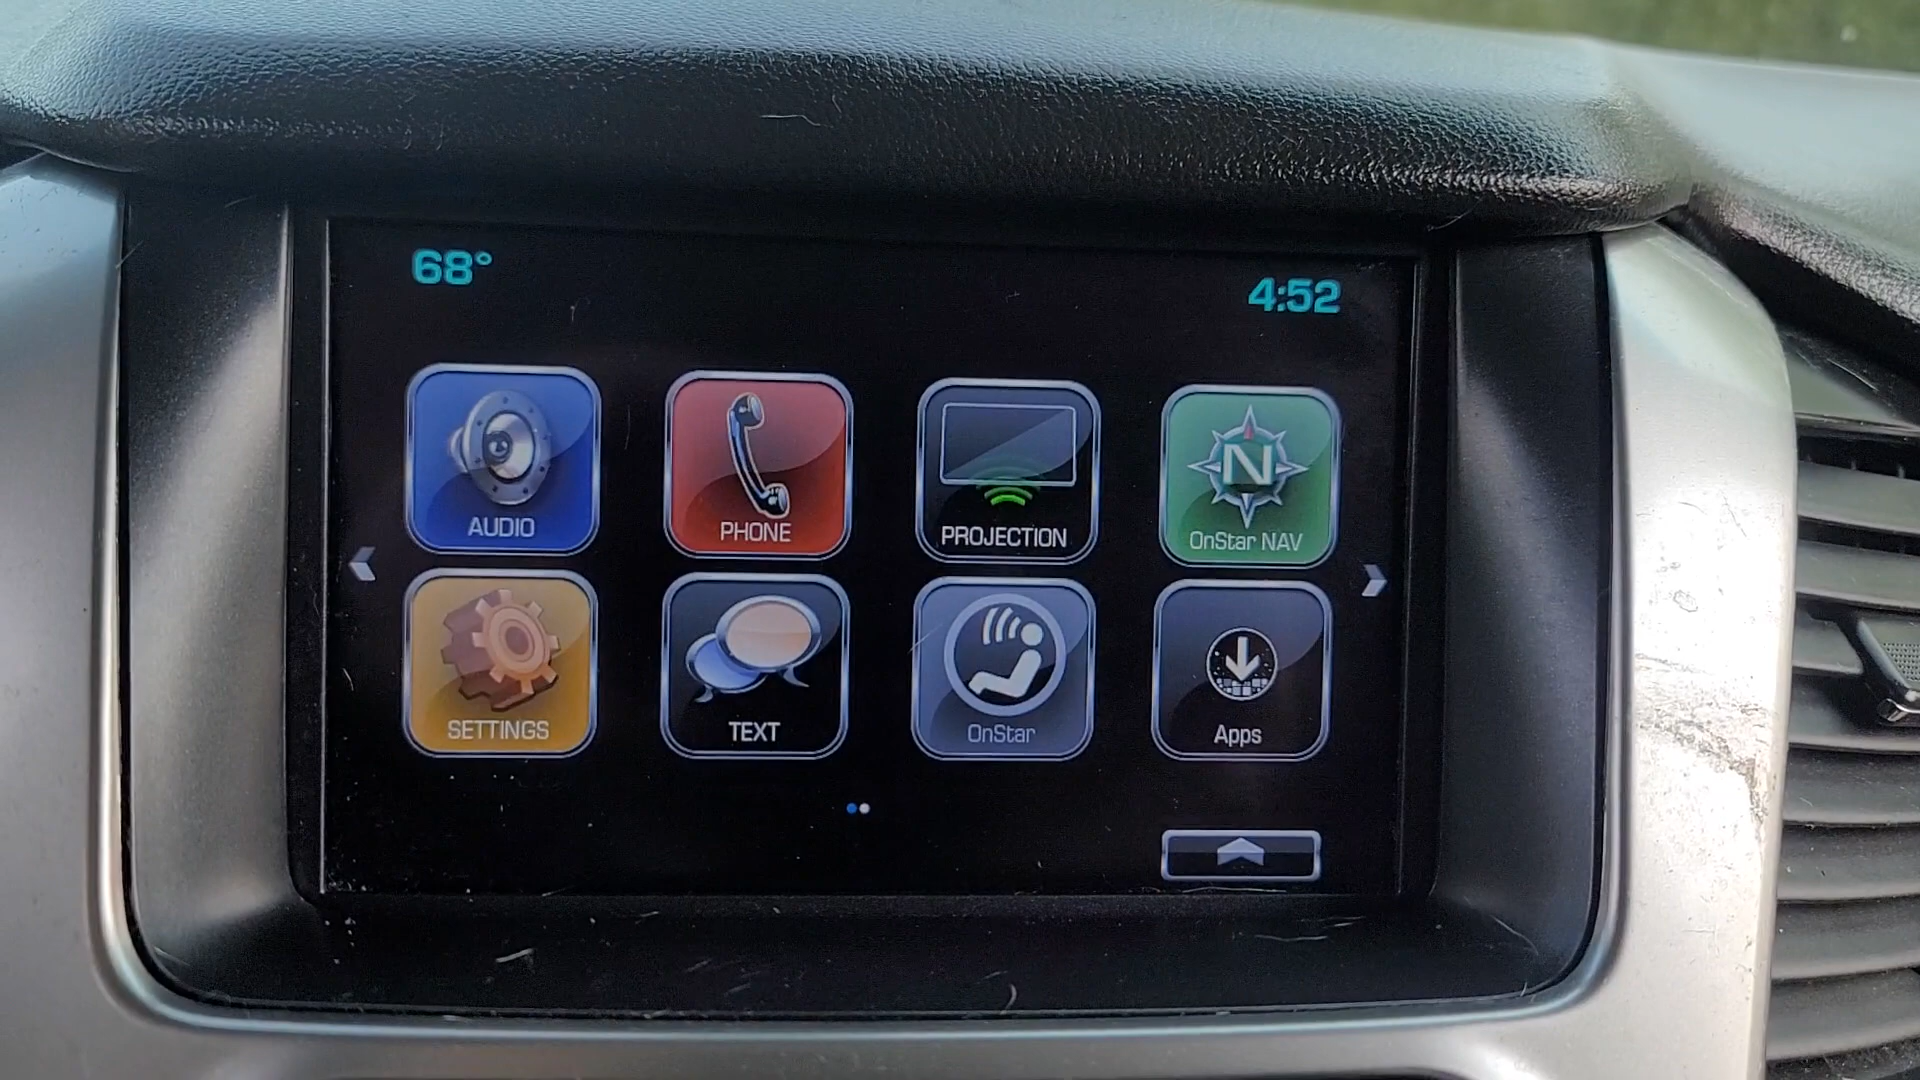 68°
4:52
AUDIO
PHONE
PROJECTION
N
OnStar NAV
SETTINGS
TEXT
OnStar
Apps